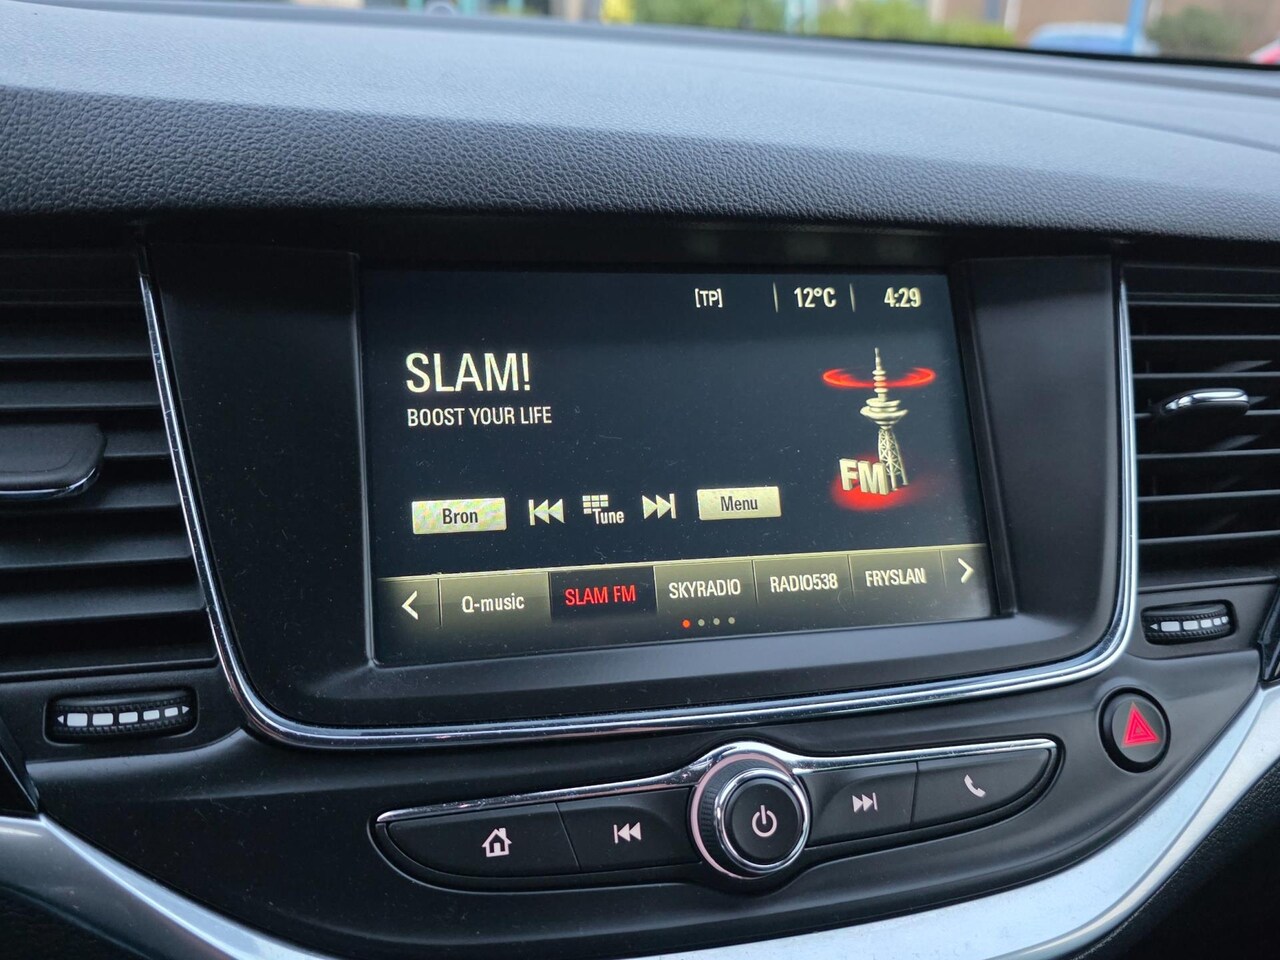 [TP] 12°C 4:29
SLAM!
BOOST YOUR LIFE
FM
Bron Tune Menu
Q-music SLAM FM SKYRADIO RADIO538 FRYSLAN